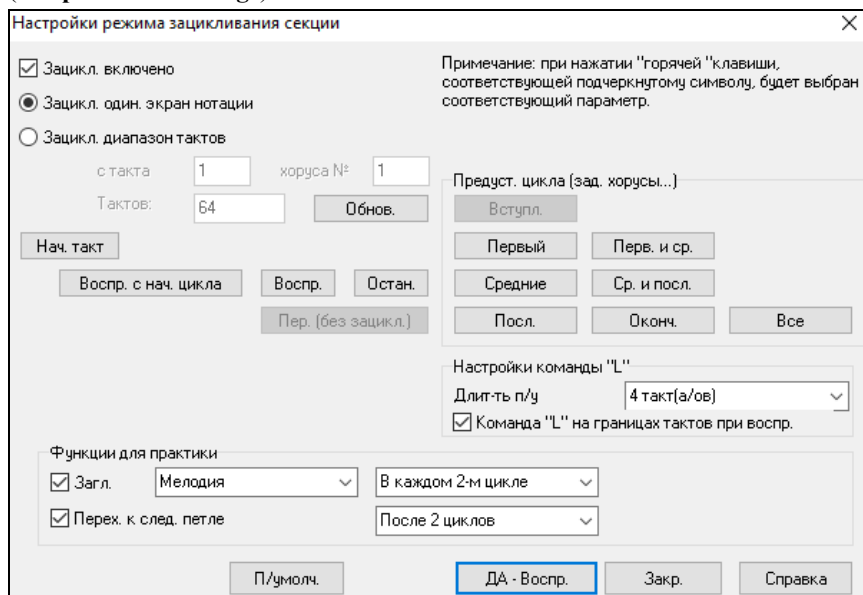 Настройки режима зацикливания секции
Зацикл. включено
Примечание: при нажатии "горячей "клавиши,
соответствующей подчеркнутому символу, будет выбран
соответствующий параметр.
Зацикл. один. экран нотации
Зацикл. диапазон тактов
с такта 1 хоруса № 1
Тактов: 64 Обнов.
Нач. такт
Воспр. с нач. цикла Воспр. Остан.
Пер. (без зацикл.)
Предуст. цикла (зад. хорусы...)
Вступл.
Первый Перв. и ср.
Средние Ср. и посл.
Посл. Оконч. Все
Настройки команды "L"
Длит-ть п/у 4 такт(а/ов)
Команда "L" на границах тактов при воспр.
Функции для практики
Загл. Мелодия В каждом 2-м цикле
Перех. к след. петле После 2 циклов
П/умолч. ДА - Воспр. Закр. Справка